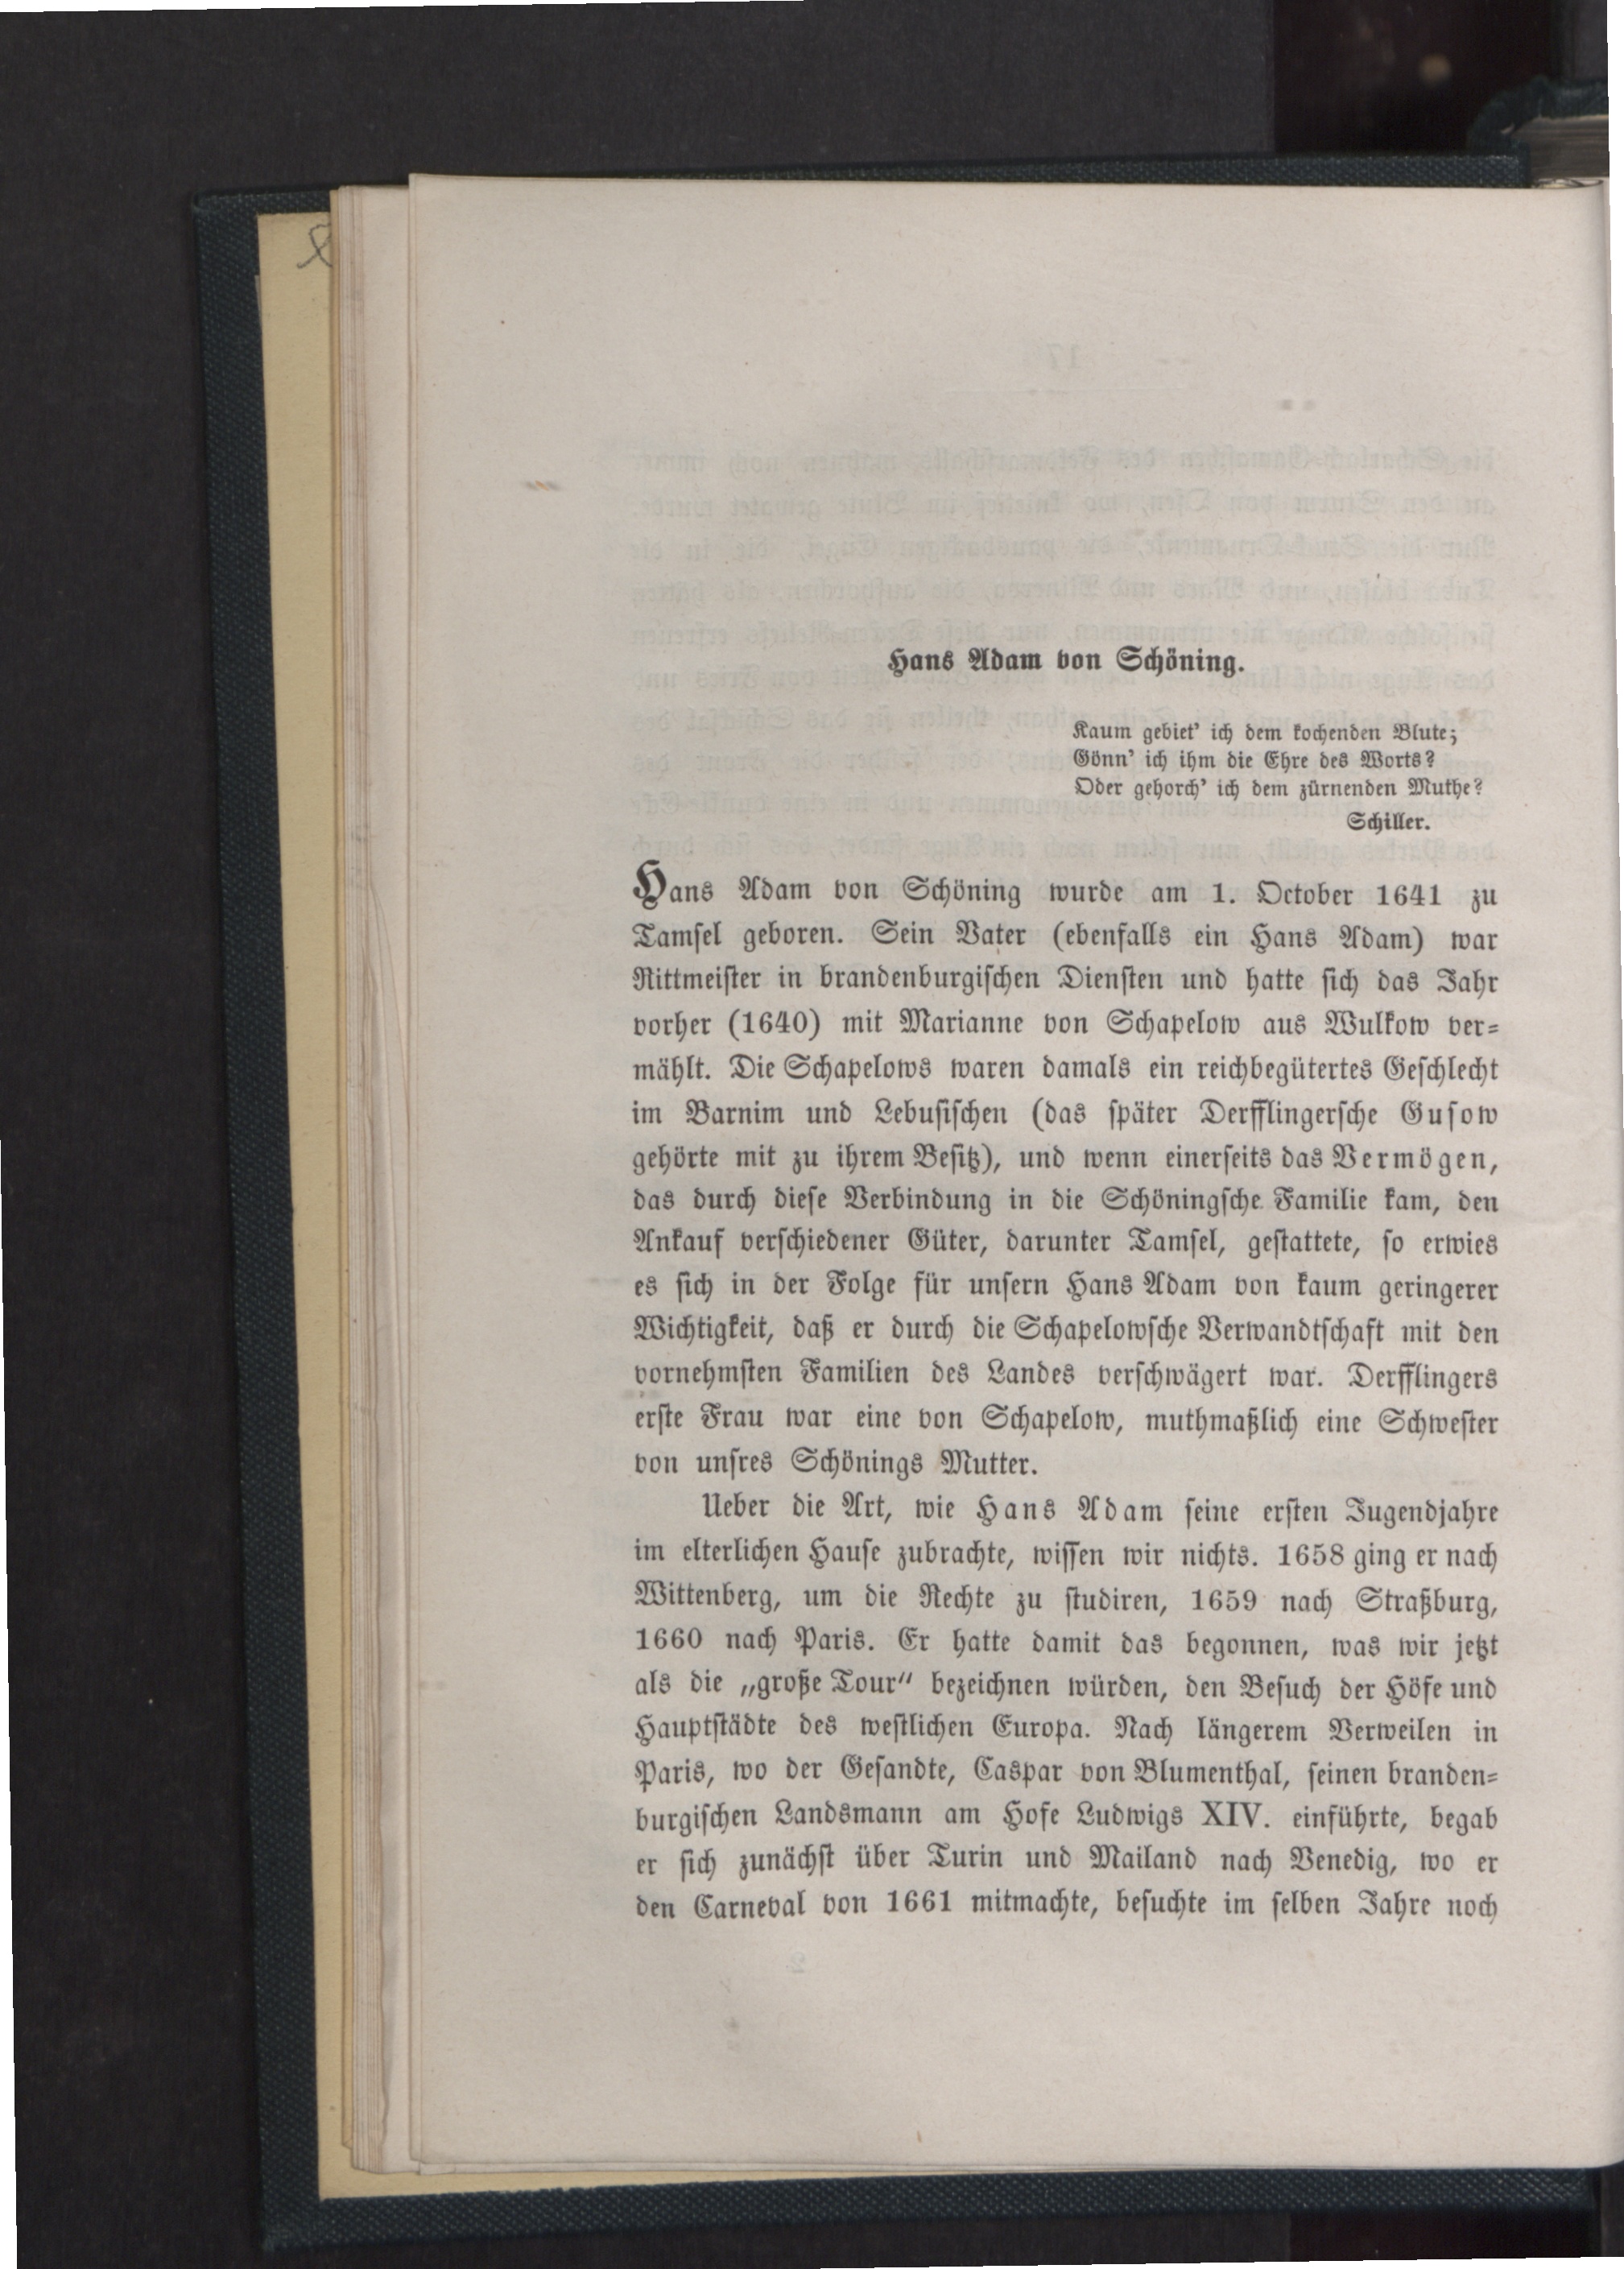 Hans Adam von Schöning.
Kaum gebiet' ich dem kochenden Blute;
Gönn' ich ihm die Ehre des Worts?
Oder gehorch' ich dem zürnenden Muthe?
Schiller.
Hans Adam von Schöning wurde am 1. October 1641 zu
Tamsel geboren. Sein Vater (ebenfalls ein Hans Adam) war
Rittmeister in brandenburgischen Diensten und hatte sich das Jahr
vorher (1640) mit Marianne von Schapelow aus Wulkow ver=
mählt. Die Schapelows waren damals ein reichbegütertes Geschlecht
im Barnim und Lebusischen (das später Derfflingersche Gusow
gehörte mit zu ihrem Besitz), und wenn einerseits das Vermögen,
das durch diese Verbindung in die Schöningsche Familie kam, den
Ankauf verschiedener Güter, darunter Tamsel, gestattete, so erwies
es sich in der Folge für unsern Hans Adam von kaum geringerer
Wichtigkeit, daß er durch die Schapelowsche Verwandtschaft mit den
vornehmsten Familien des Landes verschwägert war. Derfflingers
erste Frau war eine von Schapelow, muthmaßlich eine Schwester
von unsres Schönings Mutter.
Ueber die Art, wie Hans Adam seine ersten Jugendjahre
im elterlichen Hause zubrachte, wissen wir nichts. 1658 ging er nach
Wittenberg, um die Rechte zu studiren, 1659 nach Straßburg,
1660 nach Paris. Er hatte damit das begonnen, was wir jetzt
als die „große Tour“ bezeichnen würden, den Besuch der Höfe und
Hauptstädte des westlichen Europa. Nach längerem Verweilen in
Paris, wo der Gesandte, Caspar von Blumenthal, seinen branden=
burgischen Landsmann am Hofe Ludwigs XIV. einführte, begab
er sich zunächst über Turin und Mailand nach Venedig, wo er
den Carneval von 1661 mitmachte, besuchte im selben Jahre noch